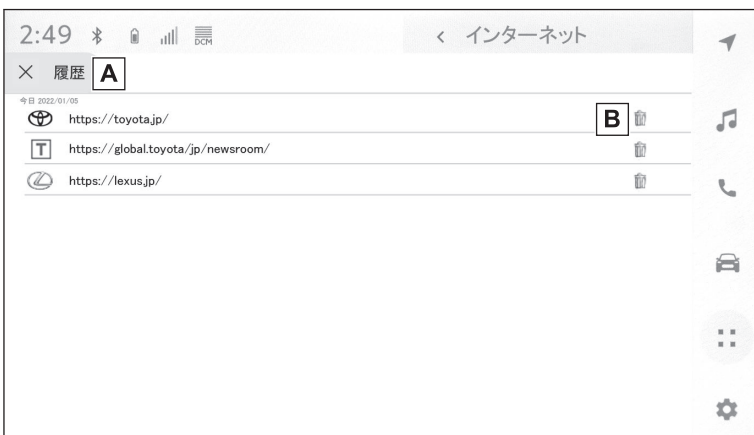 2:49 DCM < インターネット
× 履歴 A
今日 2022/01/05
https://toyota.jp/ B
T https://global.toyota/jp/newsroom/
https://lexus.jp/